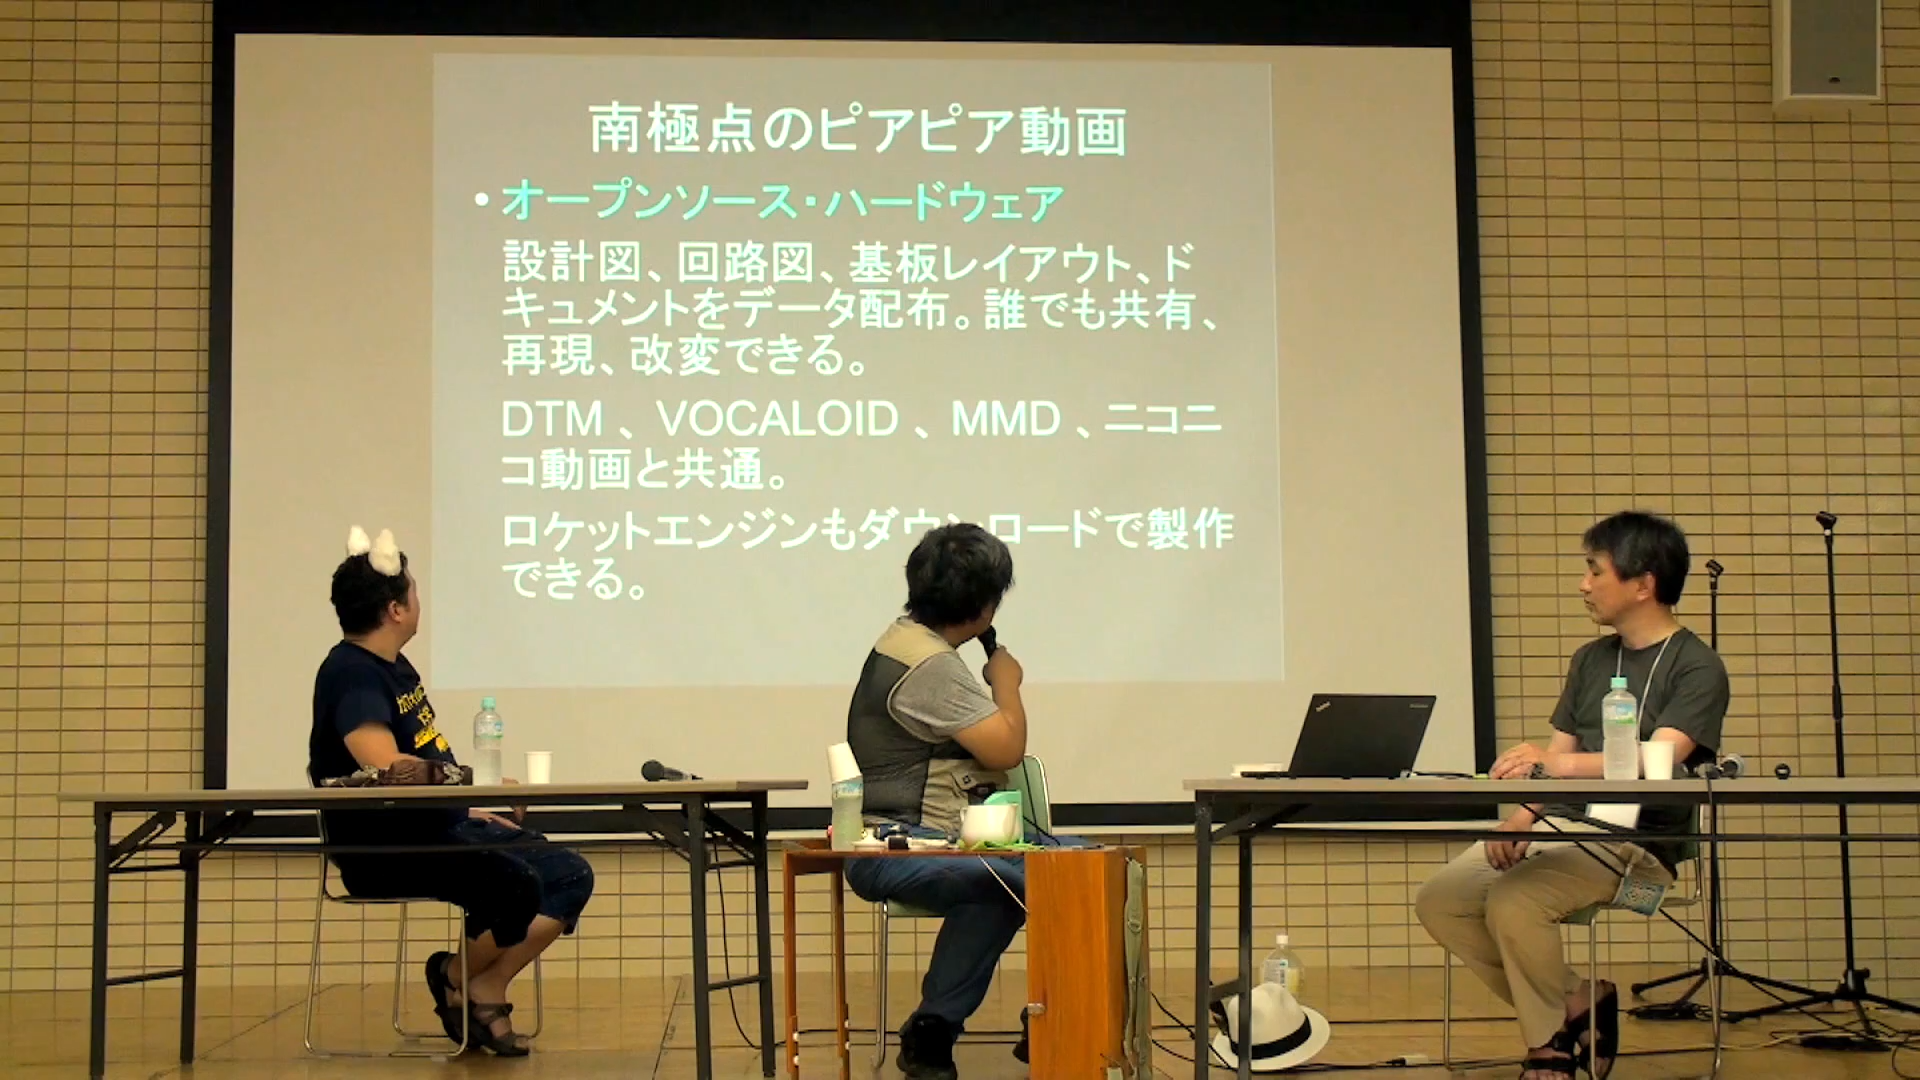 南極点のピアピア動画
・オープンソース・ハードウェア
設計図、回路図、基板レイアウト、ド
キュメントをデータ配布。誰でも共有、
再現、改変できる。
DTM 、VOCALOID 、MMD 、ニコニ
コ動画と共通。
ロケットエンジンもダウンロードで製作
できる。